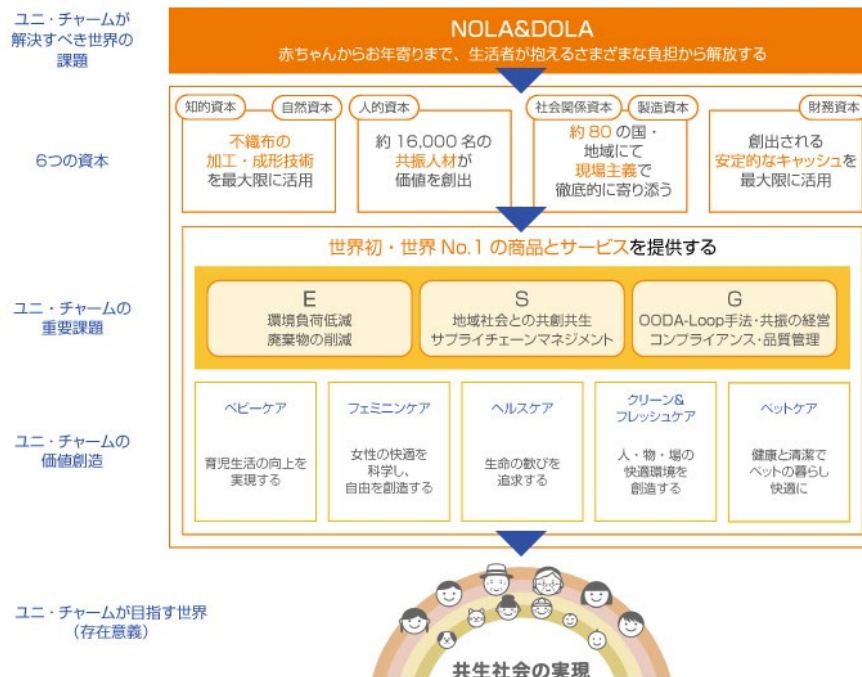 ユニ・チャームが
解決すべき世界の
課題
NOLA&DOLA
赤ちゃんからお年寄りまで、生活者が抱えるさまざまな負担から解放する
6つの資本
知的資本
自然資本
不織布の
加工・成形技術
を最大限に活用
人的資本
約 16,000 名の
共振人材が
価値を創出
社会関係資本
製造資本
約 80 の国・
地域にて
現場主義で
徹底的に寄り添う
財務資本
創出される
安定的なキャッシュを
最大限に活用
世界初・世界 No.1 の商品とサービスを提供する
ユニ・チャームの
重要課題
E
環境負荷低減
廃棄物の削減
S
地域社会との共創共生
サプライチェーンマネジメント
G
OODA-Loop手法・共振の経営
コンプライアンス・品質管理
ユニ・チャームの
価値創造
ベビーケア
育児生活の向上を
実現する
フェミニンケア
女性の快適を
科学し、
自由を創造する
ヘルスケア
生命の歓びを
追求する
クリーン&
フレッシュケア
人・物・場の
快適環境を
創造する
ペットケア
健康と清潔で
ペットの暮らし
快適に
ユニ・チャームが目指す世界
（存在意義）
共生社会の実現